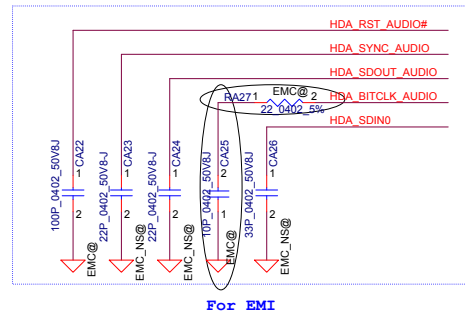 HDA_RST_AUDIO#
HDA_SYNC_AUDIO
HDA_SDOUT_AUDIO
RA27 1 EMC@ 2 HDA_BITCLK_AUDIO
22_0402_5%
HDA_SDIN0
100P_0402_50V8J
CA22
1
2
EMC@
22P_0402_50V8-J
CA23
1
2
EMC_NS@
22P_0402_50V8-J
CA24
1
2
EMC_NS@
10P_0402_50V8J
CA25
2
1
EMC@
33P_0402_50V8J
CA26
1
2
EMC_NS@
For EMI